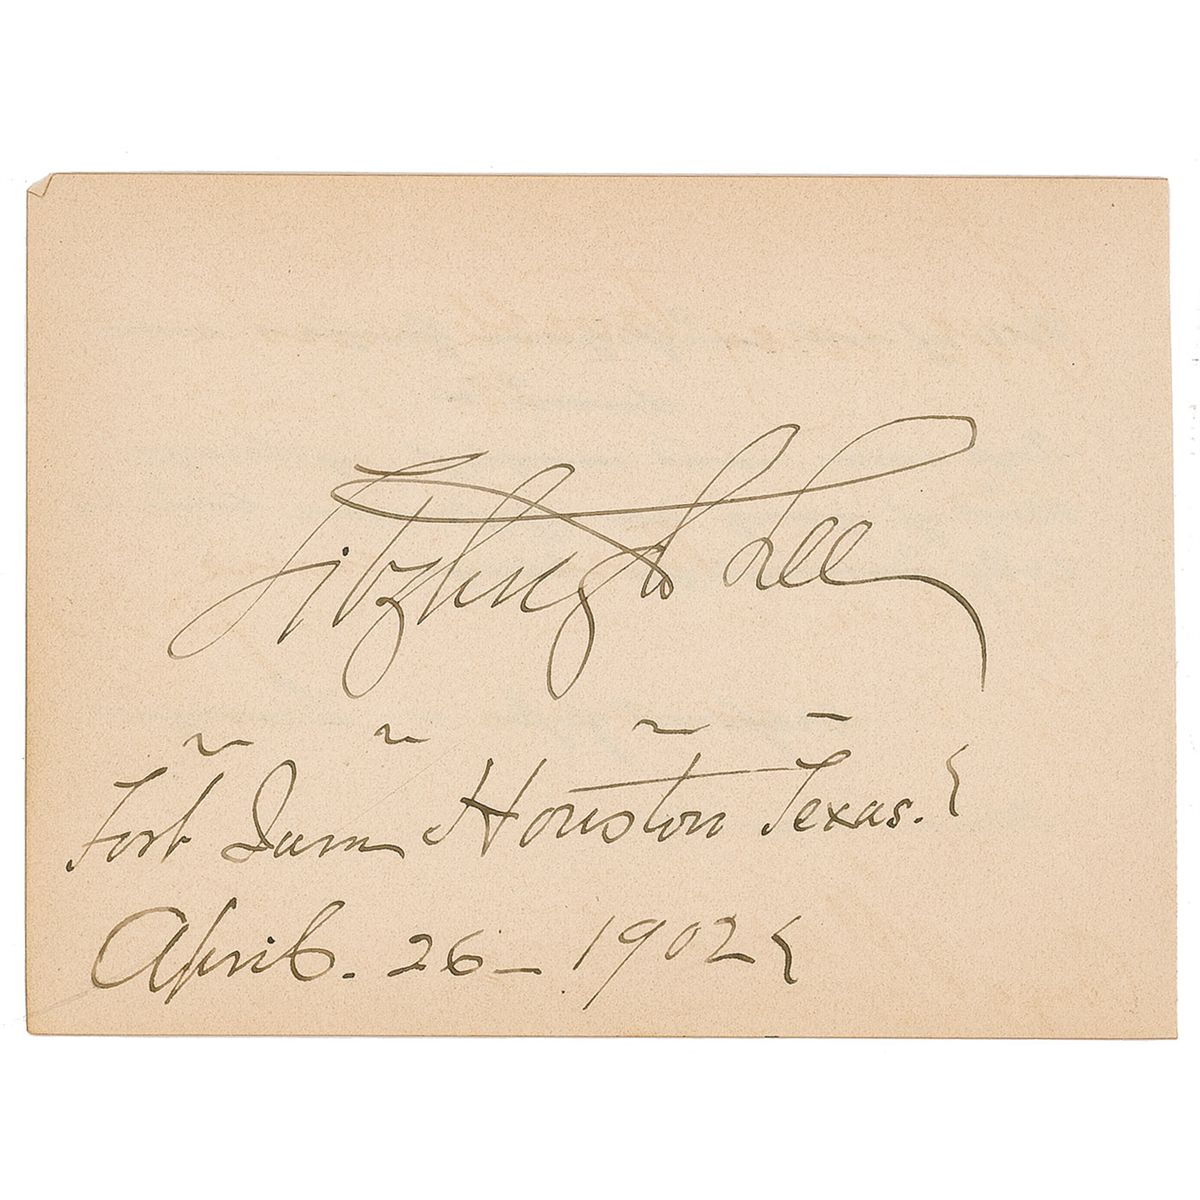 Fitzhugh Lee
Fort Sam Houston Texas.
April. 26 - 1902